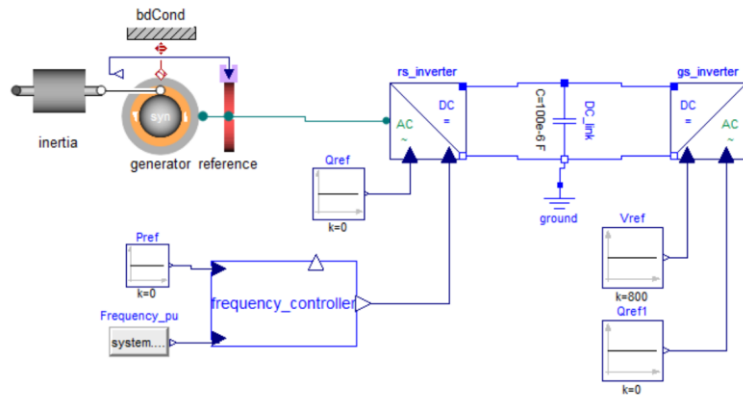 bdCond
inertia
syn
generator
reference
rs_inverter
AC
~
DC
=
C=100e-6 F
DC_link
ground
gs_inverter
DC
=
AC
~
Qref
k=0
Pref
k=0
frequency_controller
Frequency_pu
system....
Vref
k=800
Qref1
k=0